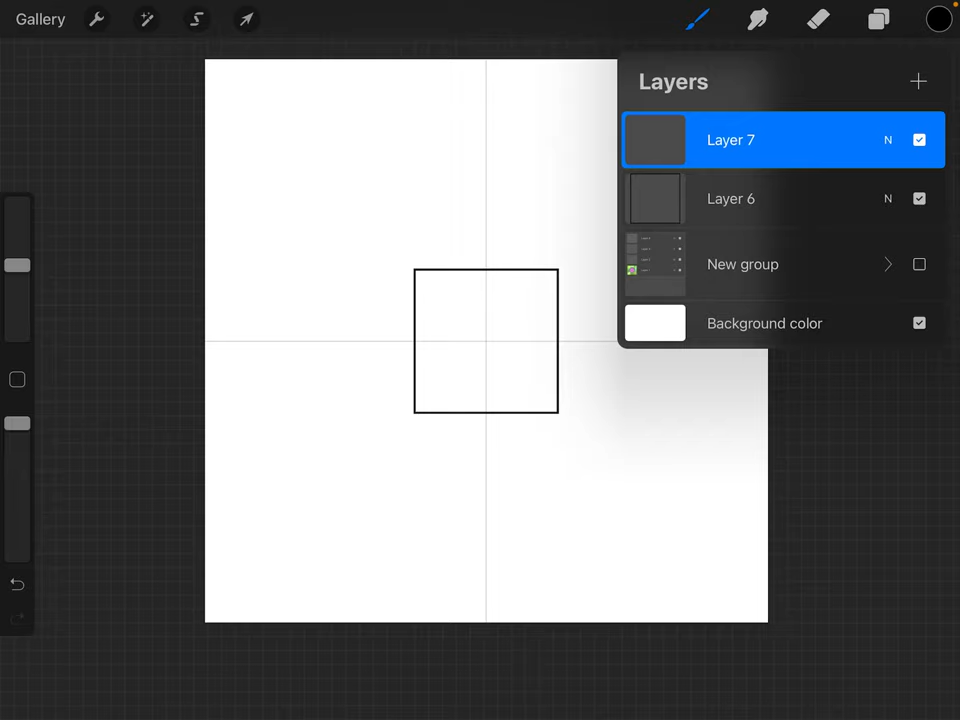 Gallery
Layers
Layer 7 N
Layer 6 N
New group
Background color